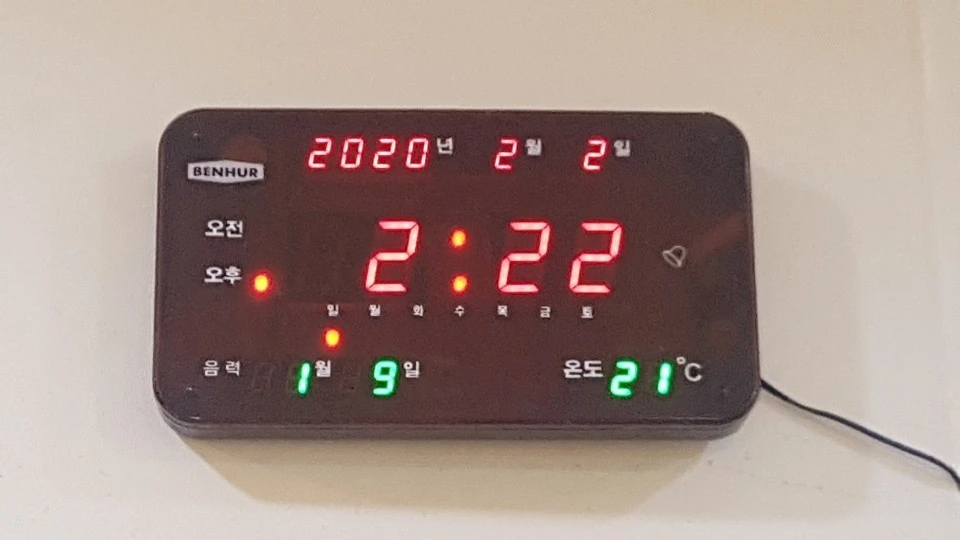 2020년 2월 2일
BENHUR
오전
2:22
오후
일 월 화 수 목 금 토
음력 1월 9일 온도 21°C